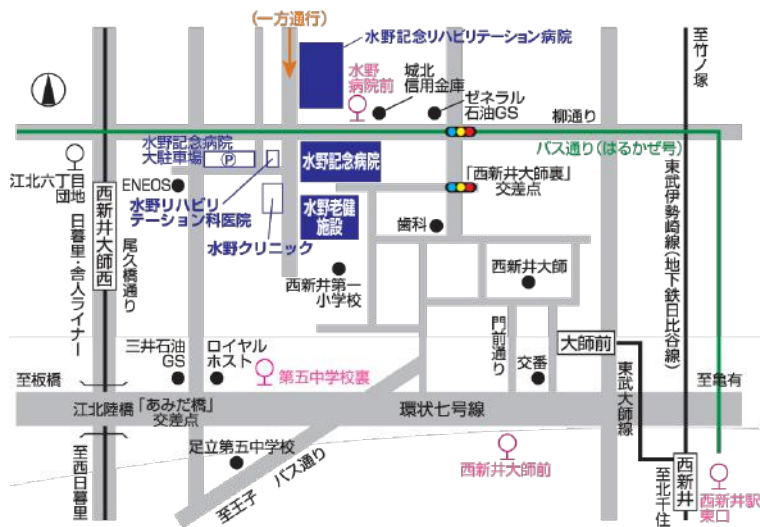 (一方通行)
水野記念リハビリテーション病院
至竹ノ塚
水野
病院前
城北
信用金庫
ゼネラル
石油GS
柳通り
バス通り(はるかぜ号)
水野記念病院
大駐車場
P
水野記念病院
「西新井大師裏」
交差点
江北六丁目
団地
ENEOS
水野リハビリ
テーション科医院
水野老健
施設
水野クリニック
歯科
西新井大師西
尾久橋通り
日暮里・舎人ライナー
東武伊勢崎線(地下鉄日比谷線)
西新井第一
小学校
西新井大師
門前通り
大師前
三井石油
GS
ロイヤル
ホスト
第五中学校裏
交番
東武大師線
至板橋
至亀有
江北陸橋
「あみだ橋」
交差点
環状七号線
足立第五中学校
バス通り
至王子
西新井大師前
至西日暮里
西新井
至北千住
西新井駅
東口